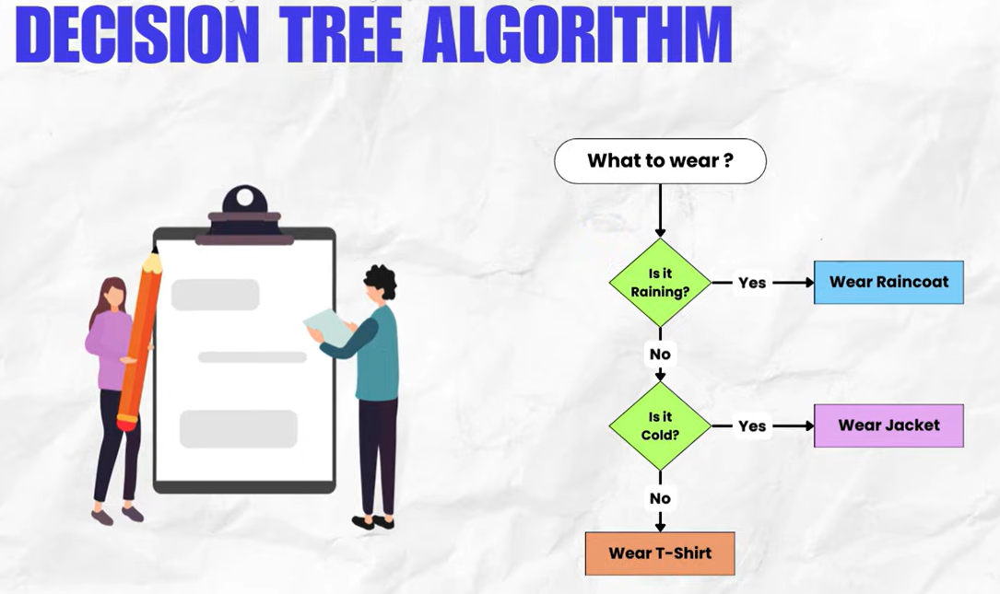 DECISION TREE ALGORITHM
What to wear ?
Is it
Raining?
Yes
Wear Raincoat
No
Is it
Cold?
Yes
Wear Jacket
No
Wear T-Shirt